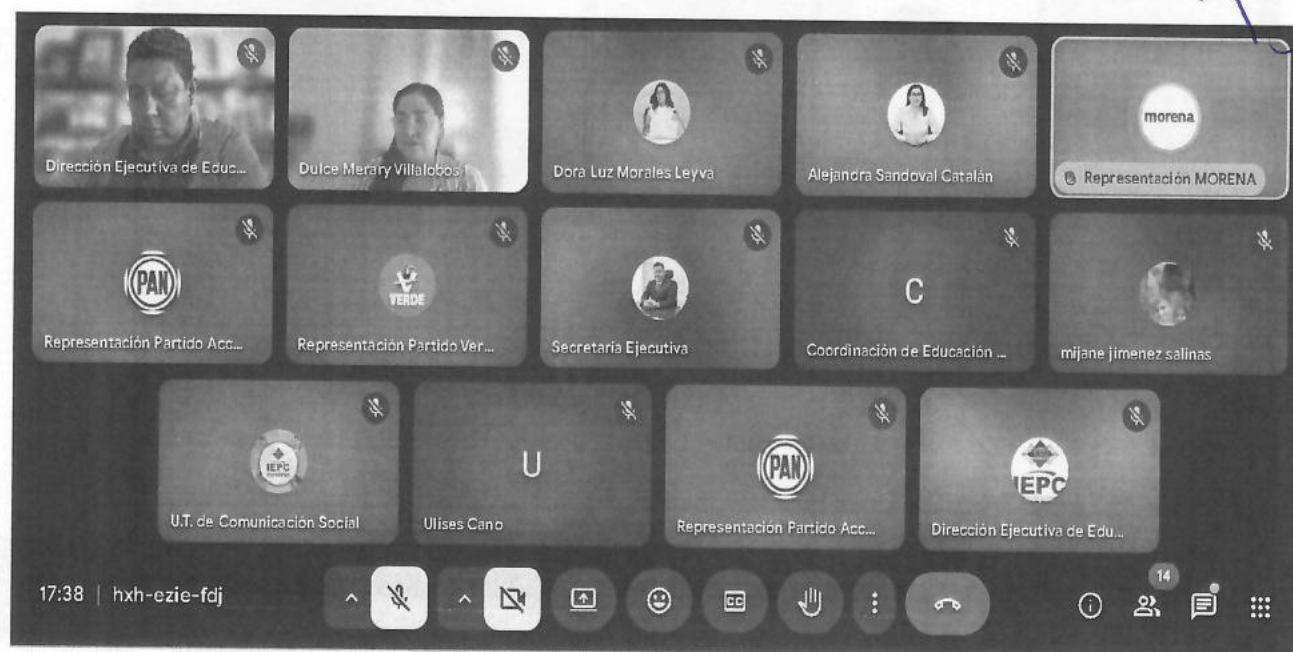 Dirección Ejecutiva de Educ...
Dulce Merary Villalobos
Dora Luz Morales Leyva
Alejandra Sandoval Catalán
morena
Representación MORENA
PAN
Representación Partido Acc...
VERDE
Representación Partido Ver...
Secretaría Ejecutiva
C
Coordinación de Educación ...
mijane jimenez salinas
IEPC
U.T. de Comunicación Social
U
Ulises Cano
PAN
Representación Partido Acc...
IEPC
Dirección Ejecutiva de Edu...
17:38 | hxh-ezie-fdj
CC
14